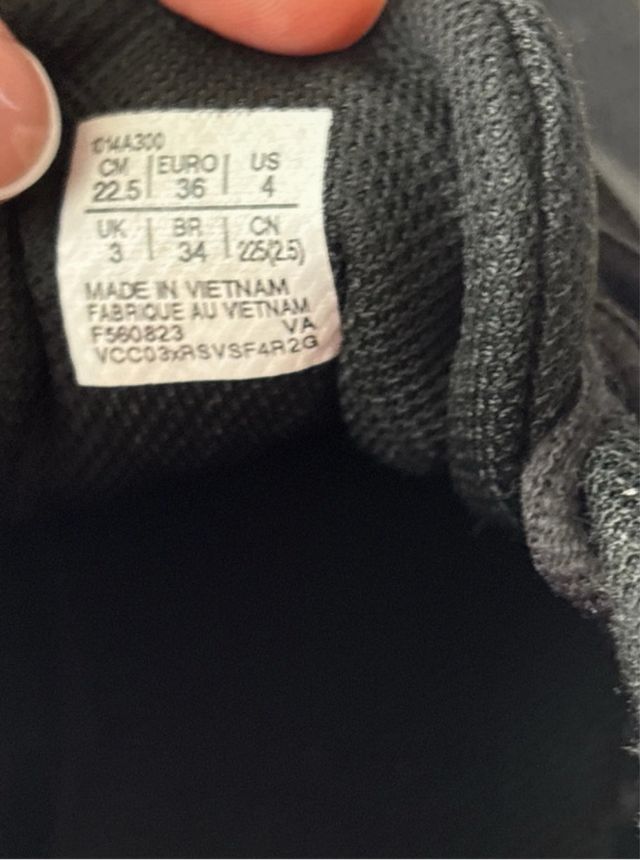 1014A300
CM | EURO | US
22.5 | 36 | 4
UK | BR | CN
3 | 34 | 225(2.5)
MADE IN VIETNAM
FABRIQUE AU VIETNAM
F560823 VA
VCC03xRSVSF4R2G